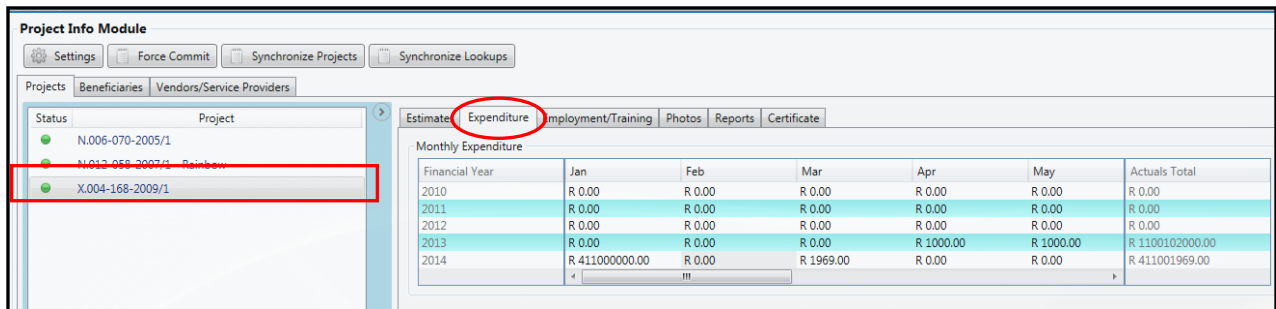 Project Info Module
Settings Force Commit Synchronize Projects Synchronize Lookups
Projects Beneficiaries Vendors/Service Providers
Status Project
N.006-070-2005/1
N.012-058-2007/1 - Rainbow
X.004-168-2009/1
Estimates Expenditure Employment/Training Photos Reports Certificate
Monthly Expenditure
Financial Year Jan Feb Mar Apr May Actuals Total
2010 R 0.00 R 0.00 R 0.00 R 0.00 R 0.00 R 0.00
2011 R 0.00 R 0.00 R 0.00 R 0.00 R 0.00 R 0.00
2012 R 0.00 R 0.00 R 0.00 R 0.00 R 0.00 R 0.00
2013 R 0.00 R 0.00 R 0.00 R 1000.00 R 1000.00 R 1100102000.00
2014 R 411000000.00 R 0.00 R 1969.00 R 0.00 R 0.00 R 411001969.00